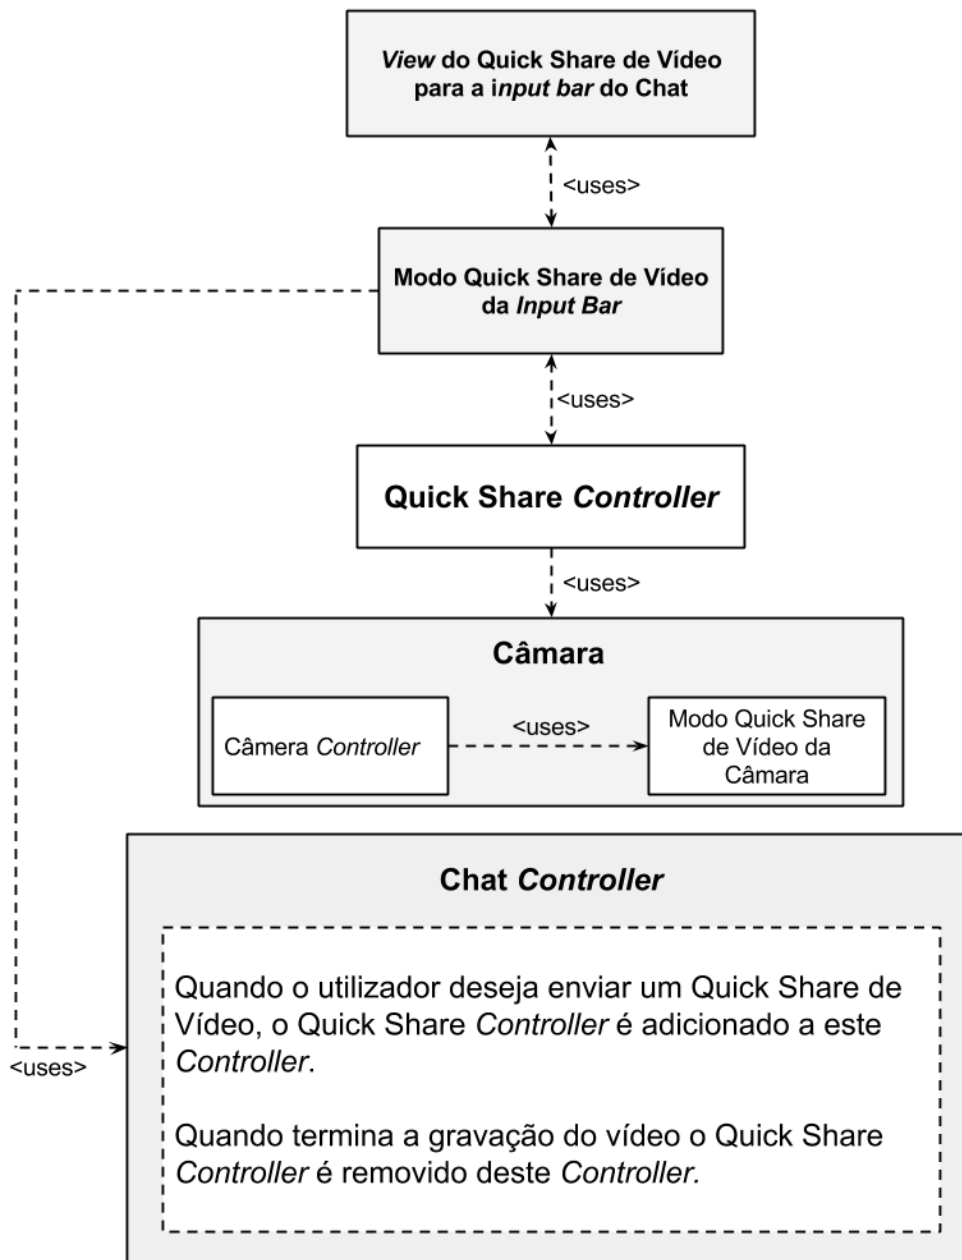 View do Quick Share de Vídeo
para a input bar do Chat
<uses>
Modo Quick Share de Vídeo
da Input Bar
<uses>
Quick Share Controller
<uses>
Câmara
Câmera Controller
<uses>
Modo Quick Share
de Vídeo da
Câmara
Chat Controller
Quando o utilizador deseja enviar um Quick Share de
Vídeo, o Quick Share Controller é adicionado a este
Controller.
Quando termina a gravação do vídeo o Quick Share
Controller é removido deste Controller.
<uses>